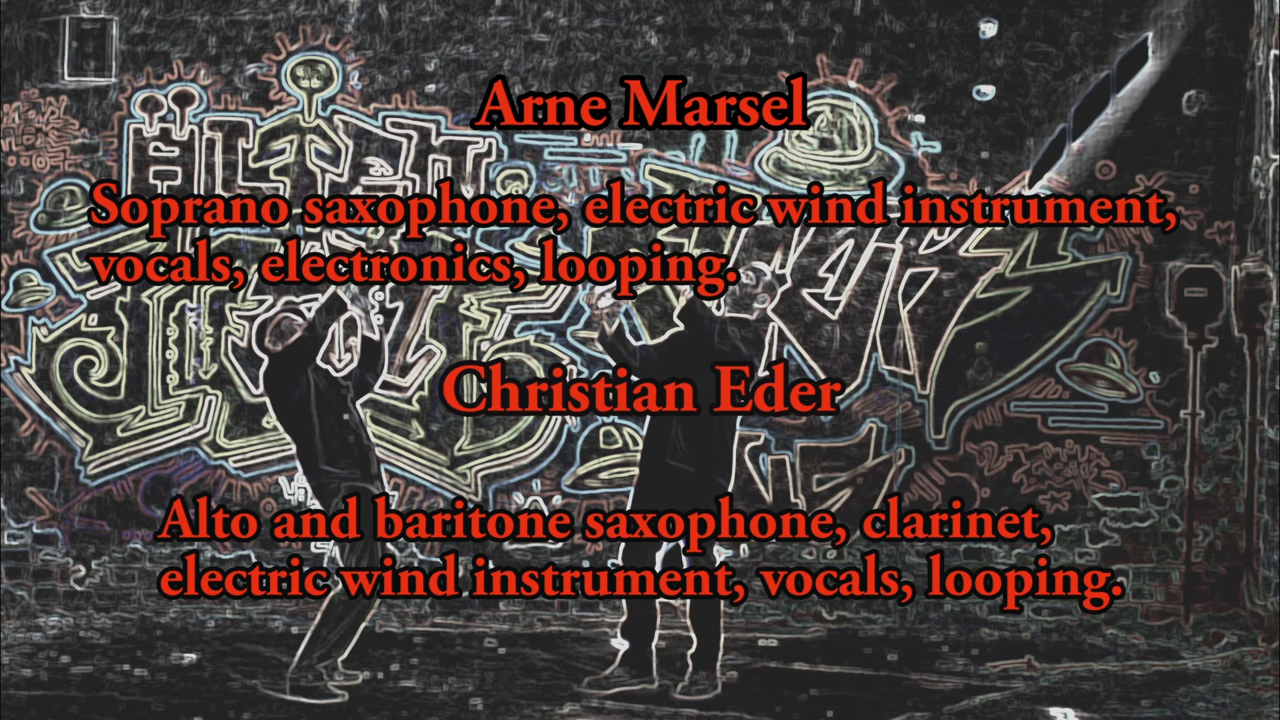 Arne Marsel
Soprano saxophone, electric wind instrument,
vocals, electronics, looping.
Christian Eder
Alto and baritone saxophone, clarinet,
electric wind instrument, vocals, looping.